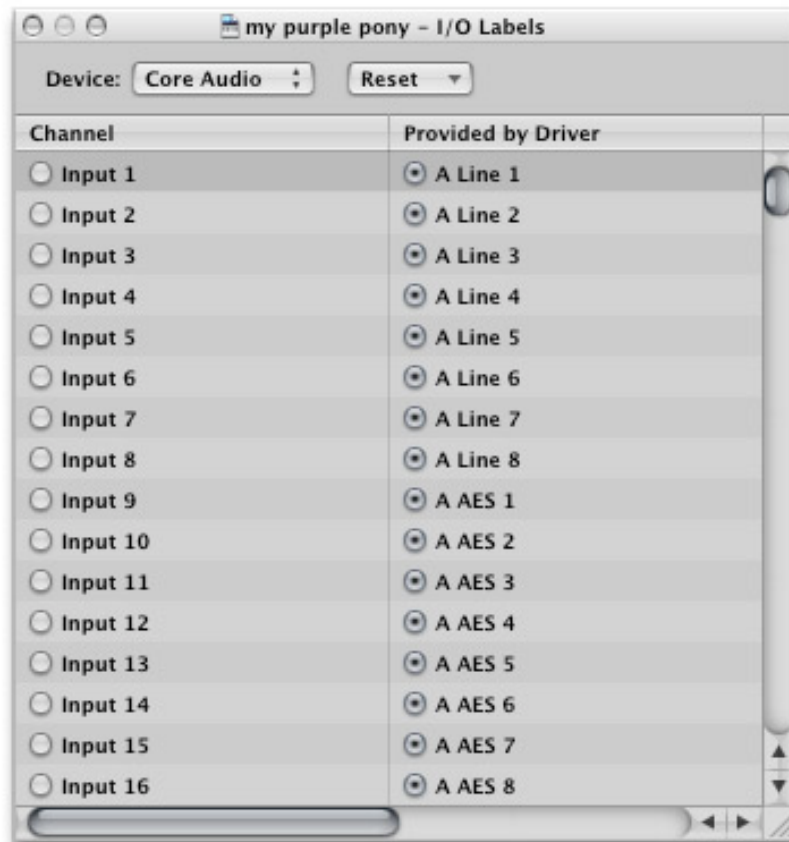 my purple pony – I/O Labels
Device: Core Audio Reset
Channel Provided by Driver
Input 1 A Line 1
Input 2 A Line 2
Input 3 A Line 3
Input 4 A Line 4
Input 5 A Line 5
Input 6 A Line 6
Input 7 A Line 7
Input 8 A Line 8
Input 9 A AES 1
Input 10 A AES 2
Input 11 A AES 3
Input 12 A AES 4
Input 13 A AES 5
Input 14 A AES 6
Input 15 A AES 7
Input 16 A AES 8